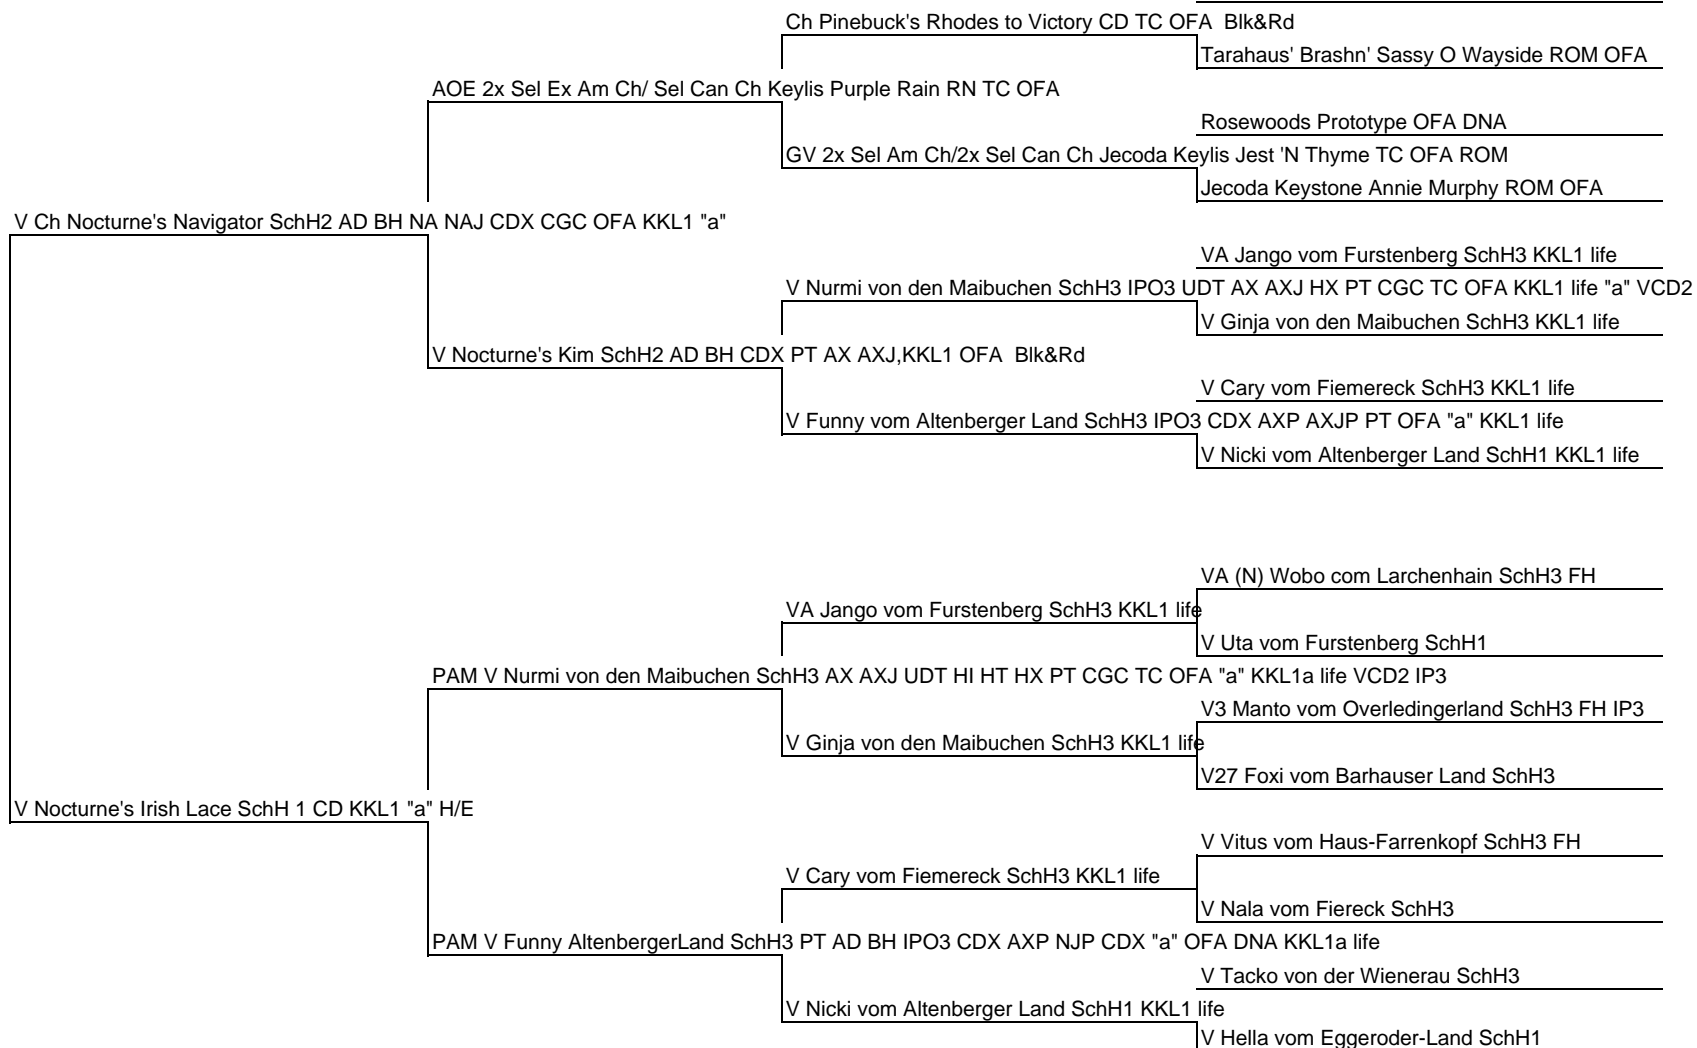 Ch Pinebuck's Rhodes to Victory CD TC OFA  Blk&Rd
Tarahaus' Brashn' Sassy O Wayside ROM OFA
AOE 2x Sel Ex Am Ch/ Sel Can Ch Keylis Purple Rain RN TC OFA
Rosewoods Prototype OFA DNA
GV 2x Sel Am Ch/2x Sel Can Ch Jecoda Keylis Jest 'N Thyme TC OFA ROM
Jecoda Keystone Annie Murphy ROM OFA
V Ch Nocturne's Navigator SchH2 AD BH NA NAJ CDX CGC OFA KKL1 "a"
VA Jango vom Furstenberg SchH3 KKL1 life
V Nurmi von den Maibuchen SchH3 IPO3 UDT AX AXJ HX PT CGC TC OFA KKL1 life "a" VCD2
V Ginja von den Maibuchen SchH3 KKL1 life
V Nocturne's Kim SchH2 AD BH CDX PT AX AXJ,KKL1 OFA  Blk&Rd
V Cary vom Fiemereck SchH3 KKL1 life
V Funny vom Altenberger Land SchH3 IPO3 CDX AXP AXJP PT OFA "a" KKL1 life
V Nicki vom Altenberger Land SchH1 KKL1 life
VA (N) Wobo com Larchenhain SchH3 FH
VA Jango vom Furstenberg SchH3 KKL1 life
V Uta vom Furstenberg SchH1
PAM V Nurmi von den Maibuchen SchH3 AX AXJ UDT HI HT HX PT CGC TC OFA "a" KKL1a life VCD2 IP3
V3 Manto vom Overledingerland SchH3 FH IP3
V Ginja von den Maibuchen SchH3 KKL1 life
V27 Foxi vom Barhauser Land SchH3
V Nocturne's Irish Lace SchH 1 CD KKL1 "a" H/E
V Vitus vom Haus-Farrenkopf SchH3 FH
V Cary vom Fiemereck SchH3 KKL1 life
V Nala vom Fiereck SchH3
PAM V Funny AltenbergerLand SchH3 PT AD BH IPO3 CDX AXP NJP CDX "a" OFA DNA KKL1a life
V Tacko von der Wienerau SchH3
V Nicki vom Altenberger Land SchH1 KKL1 life
V Hella vom Eggeroder-Land SchH1